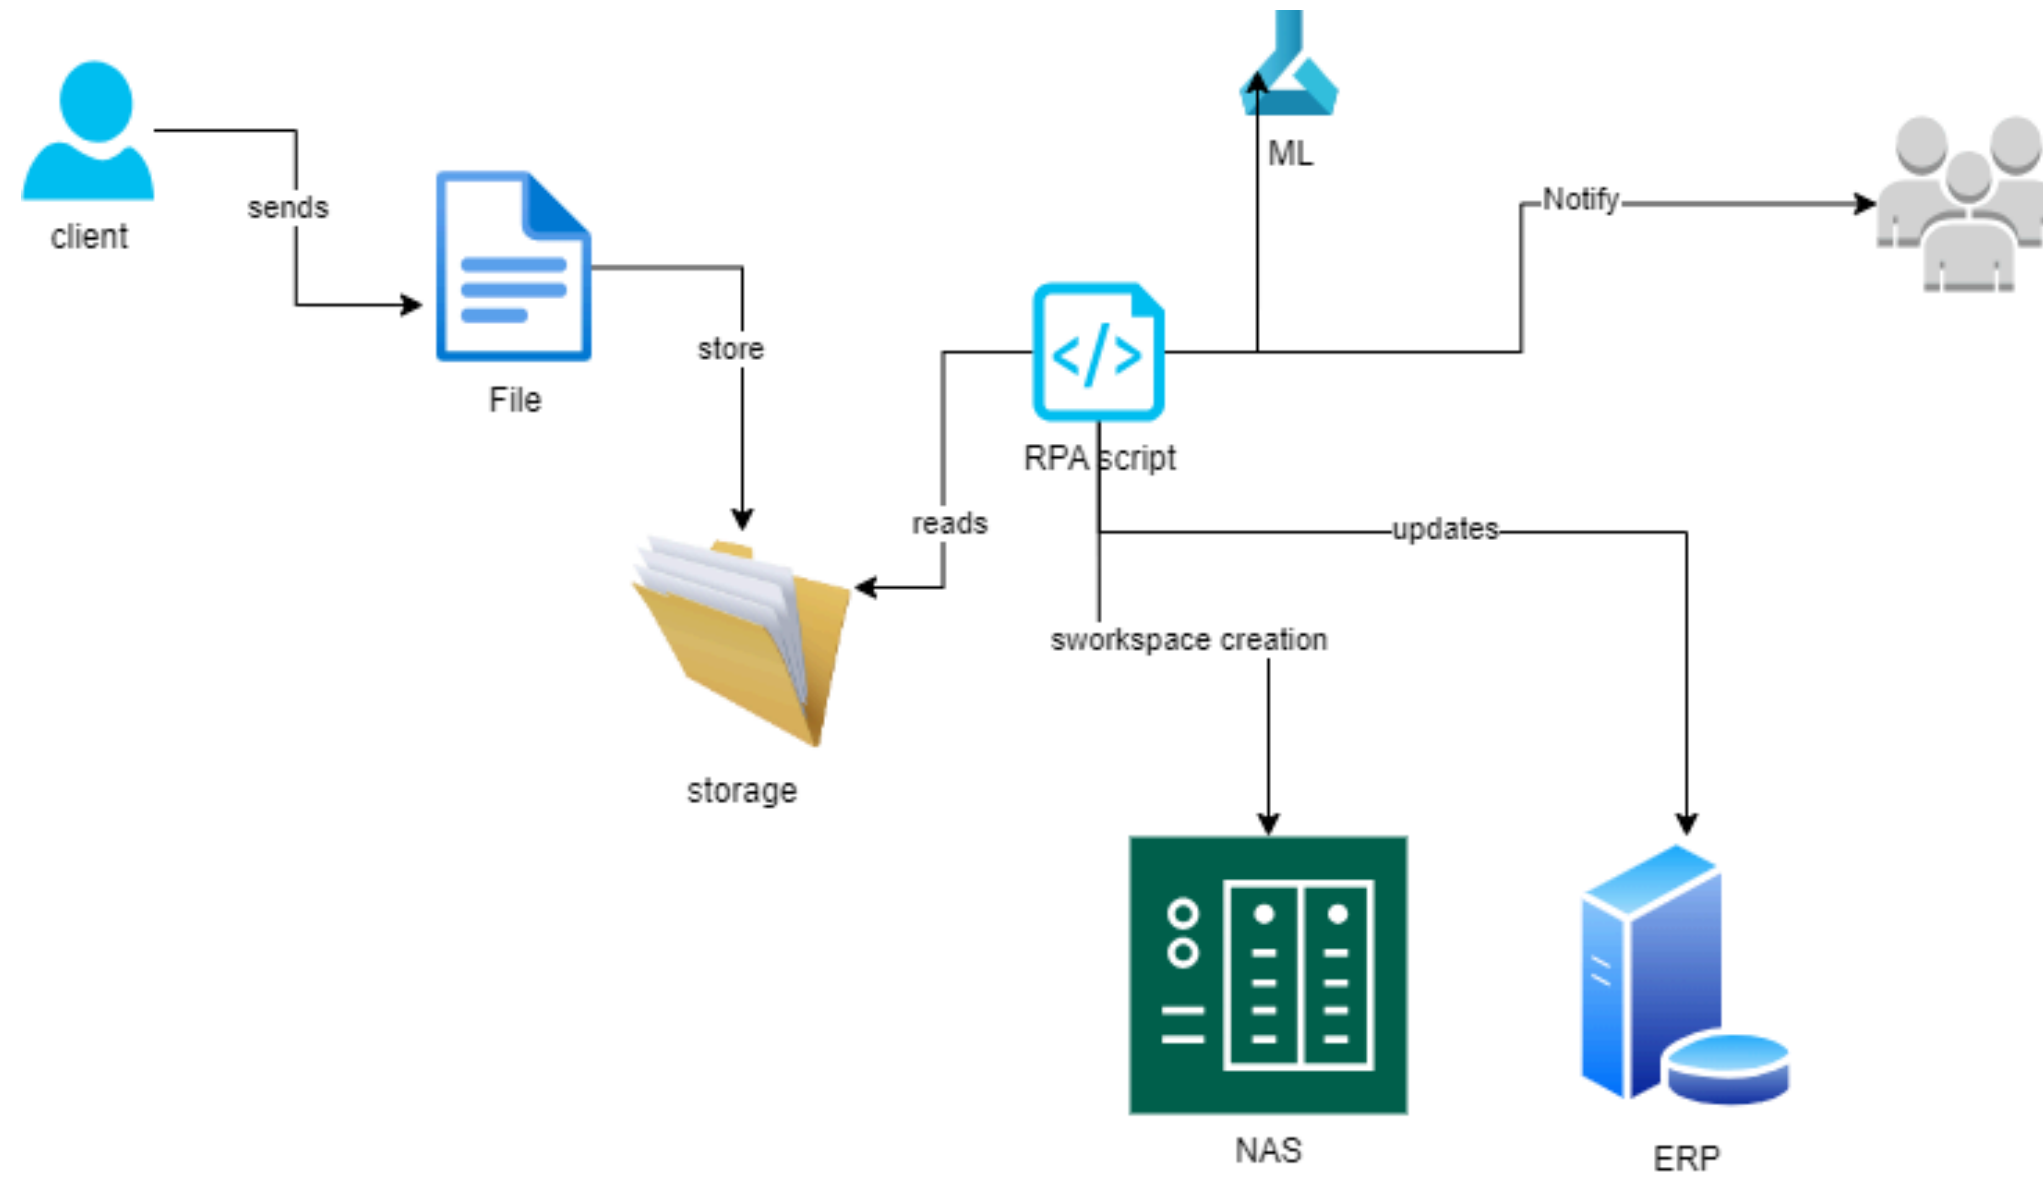 ML
Notify
sends
client
store
File
RPA script
reads
updates
sworkspace creation
storage
NAS
ERP